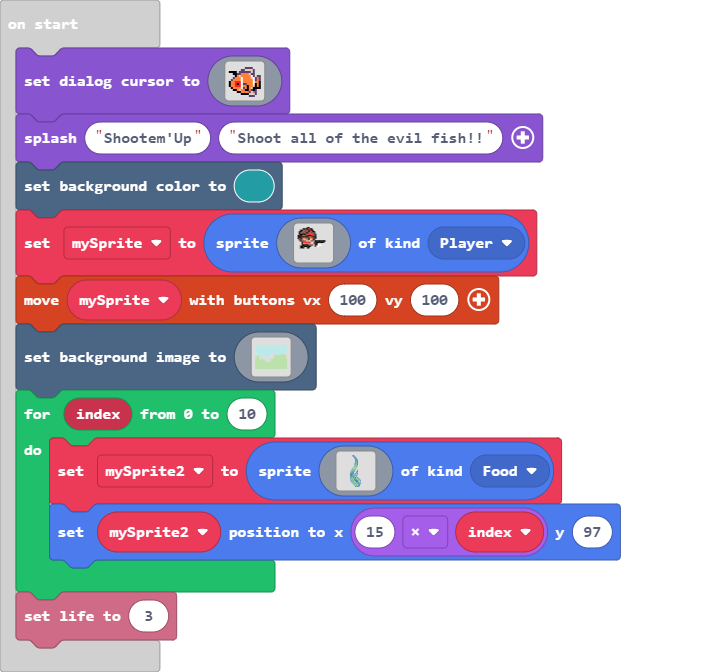 on start
set dialog cursor to
splash "Shootem'Up" "Shoot all of the evil fish!!"
set background color to
set mySprite to sprite of kind Player
move mySprite with buttons vx 100 vy 100
set background image to
for index from 0 to 10
do
set mySprite2 to sprite of kind Food
set mySprite2 position to x 15 × index y 97
set life to 3